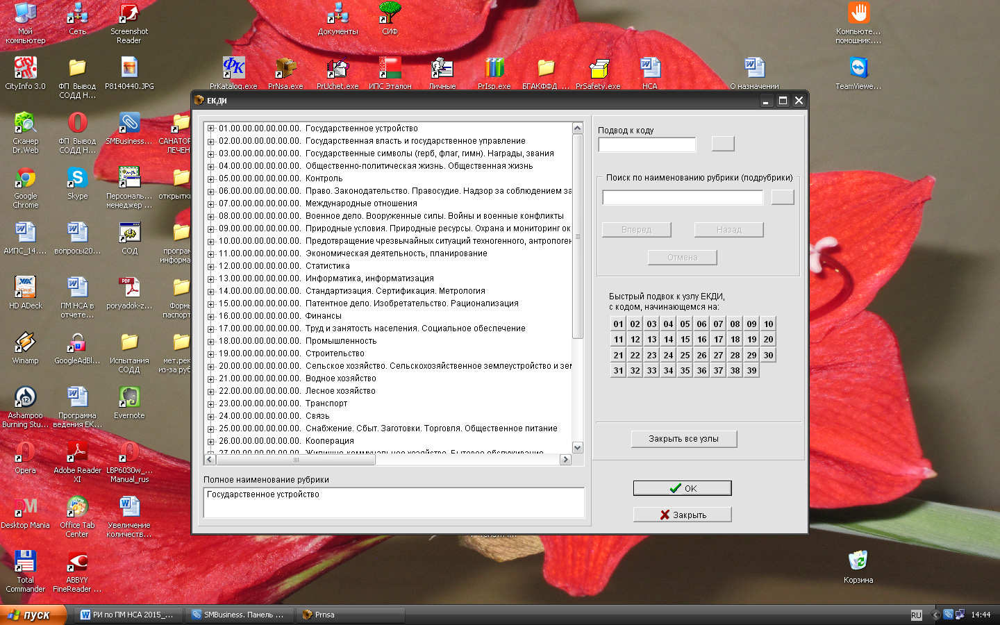 Мой
компьютер
Сеть
Screenshot
Reader
Документы
СИФ
Компьюте...
помошник....
CityInfo 3.0
ФП Вывод
СОДД Н...
P8140440.JPG
PrKatalog.exe
PrNsa.exe
PrUchet.exe
ИПС Эталон
Личные
PrIsp.exe
БГАКФФД_...
PrSafety.exe
НСА
О назначении
TeamViewe...
ЕКДИ
Сканер
Dr.Web
ФП Вывод
СОДД Н...
SMBusiness...
САНАТОР
ЛЕЧЕН
Google
Chrome
Skype
Персональ...
менеджер ...
открытки
АИПС_14....
вопросы20...
СОД
програм
информа
HD ADeck
ПМ НСА в
отчете...
poryadok-z...
Формы
паспорт
Winamp
GoogleAdBl...
Испытания
СОДД
мет.рек
из-за руб
Ashampoo
Burning Stu...
Программа
ведения ЕК...
Evernote
Opera
Adobe Reader
XI
LBP6030w_...
Manual_rus
Desktop Mania
Office Tab
Center
Увеличение
количеств...
Total
Commander
ABBYY
FineReader ...
01.00.00.00.00.00.00. Государственное устройство
02.00.00.00.00.00.00. Государственная власть и государственное управление
03.00.00.00.00.00.00. Государственные символы (герб, флаг, гимн). Награды, звания
04.00.00.00.00.00.00. Общественно-политическая жизнь. Общественная жизнь
05.00.00.00.00.00.00. Контроль
06.00.00.00.00.00.00. Право. Законодательство. Правосудие. Надзор за соблюдением за
07.00.00.00.00.00.00. Международные отношения
08.00.00.00.00.00.00. Военное дело. Вооруженные силы. Войны и военные конфликты
09.00.00.00.00.00.00. Природные условия. Природные ресурсы. Охрана и мониторинг ок
10.00.00.00.00.00.00. Предотвращение чрезвычайных ситуаций техногенного, антропоген
11.00.00.00.00.00.00. Экономическая деятельность, планирование
12.00.00.00.00.00.00. Статистика
13.00.00.00.00.00.00. Информатика, информатизация
14.00.00.00.00.00.00. Стандартизация. Сертификация. Метрология
15.00.00.00.00.00.00. Патентное дело. Изобретательство. Рационализация
16.00.00.00.00.00.00. Финансы
17.00.00.00.00.00.00. Труд и занятость населения. Социальное обеспечение
18.00.00.00.00.00.00. Промышленность
19.00.00.00.00.00.00. Строительство
20.00.00.00.00.00.00. Сельское хозяйство. Сельскохозяйственное землеустройство и зем
21.00.00.00.00.00.00. Водное хозяйство
22.00.00.00.00.00.00. Лесное хозяйство
23.00.00.00.00.00.00. Транспорт
24.00.00.00.00.00.00. Связь
25.00.00.00.00.00.00. Снабжение. Сбыт. Заготовки. Торговля. Общественное питание
26.00.00.00.00.00.00. Кооперация
27.00.00.00.00.00.00. Жилищно-коммунальное хозяйство. Бытовое обслуживание
Полное наименование рубрики
Государственное устройство
Подвод к коду
Поиск по наименованию рубрики (подрубрики)
Вперед Назад
Отмена
Быстрый подвок к узлу ЕКДИ,
с кодом, начинающемся на:
01 02 03 04 05 06 07 08 09 10
11 12 13 14 15 16 17 18 19 20
21 22 23 24 25 26 27 28 29 30
31 32 33 34 35 36 37 38 39
Закрыть все узлы
OK
Закрыть
Корзина
пуск
РИ по ПМ НСА 2015_...
SMBusiness. Панель ...
Prnsa
RU
14:44